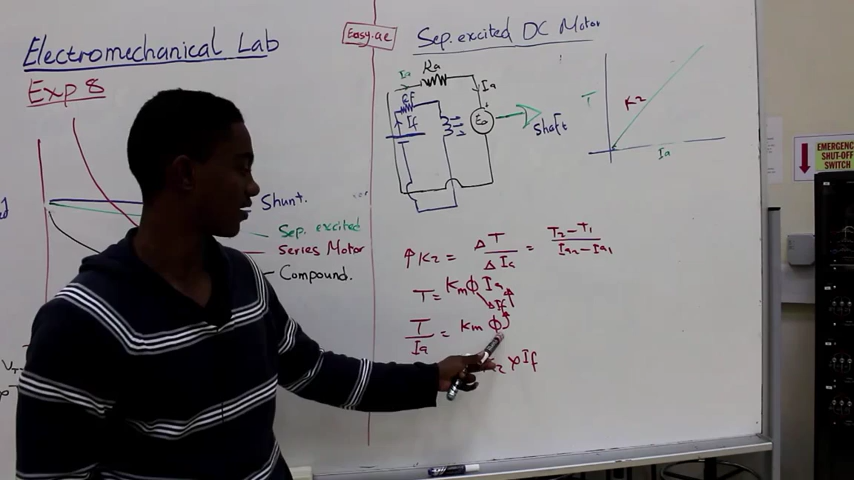 Electromechanical Lab
Exp 8
Shunt.
Sep. excited
Series Motor
Compound.
Easy.ae
Sep. excited DC Motor
Ra
Ia
Ia
If
Ea
Shaft
T
K2
Ia
↑K2 = ΔT / ΔIa = T2 - T1 / Ia2 - Ia1
T = Km ϕ Ia
ΔIf
T / Ia = Km ϕ
∝ If
EMERGENCY
SHUT-OFF
SWITCH